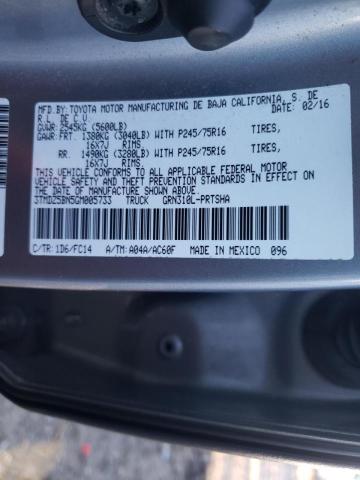 MFD.BY: TOYOTA MOTOR MANUFACTURING DE BAJA CALIFORNIA, S. DE
R.L. DE C.V. DATE: 02/16
GVWR: 2545KG (5600LB)
GAWR: FRT. 1380KG (3040LB) WITH P245/75R16 TIRES,
16X7J RIMS
RR. 1490KG (3280LB) WITH P245/75R16 TIRES,
16X7J RIMS
THIS VEHICLE CONFORMS TO ALL APPLICABLE FEDERAL MOTOR
VEHICLE SAFETY STANDARDS IN EFFECT ON THE DATE OF
MANUFACTURE SHOWN ABOVE.
3TMDZ5BN5GM005733 TRUCK GRN310L-PRTSHA
C/TR: 1D6/FC14 A/TM: A04A/AC60F MADE IN MEXICO 096